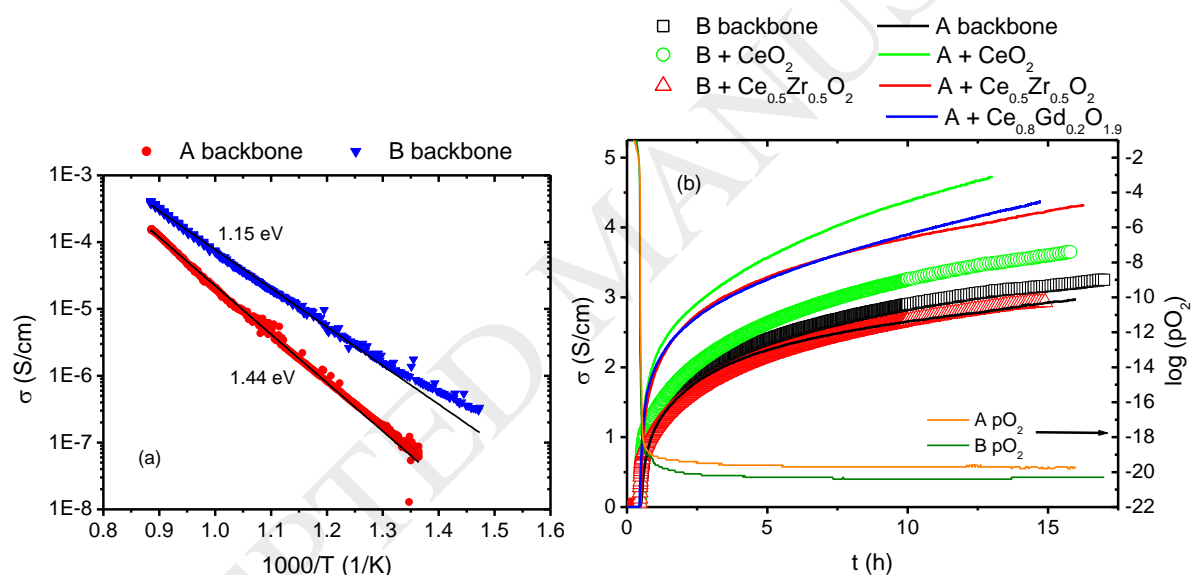 B backbone
A backbone
B + CeO₂
A + CeO₂
B + Ce₀.₅Zr₀.₅O₂
A + Ce₀.₅Zr₀.₅O₂
A + Ce₀.₈Gd₀.₂O₁.₉
A backbone
B backbone
1E-3
1E-4
1E-5
1E-6
1E-7
1E-8
σ (S/cm)
1.15 eV
1.44 eV
(a)
0.8 0.9 1.0 1.1 1.2 1.3 1.4 1.5 1.6
1000/T (1/K)
5
4
3
2
1
0
σ (S/cm)
(b)
A pO₂
B pO₂
-2
-4
-6
-8
-10
-12
-14
-16
-18
-20
-22
log (pO₂)
0 5 10 15
t (h)
PTED MANUS